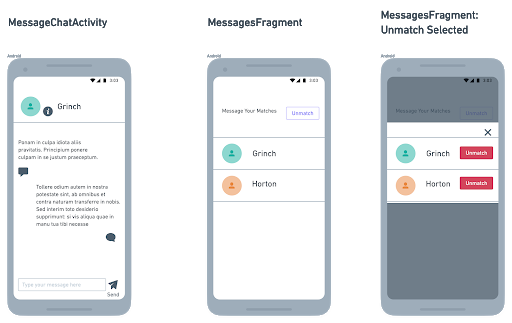 MessageChatActivity
MessagesFragment
MessagesFragment:
Unmatch Selected
Android
3:03
Grinch
Ponam in culpa idiota aliis
pravitatis. Principium ponere
culpam in se justum praeceptum.
Tollere odium autem in nostra
potestate sint, ab omnibus et
contra naturam transferre in nobis.
Sed interim toto desiderio
supprimunt: si vis aliqua quae in
manu tua tibi necesse
Type your message here
Send
Android
3:03
Message Your Matches
Unmatch
Grinch
Horton
Android
3:03
Message Your Matches
Unmatch
Grinch
Unmatch
Horton
Unmatch